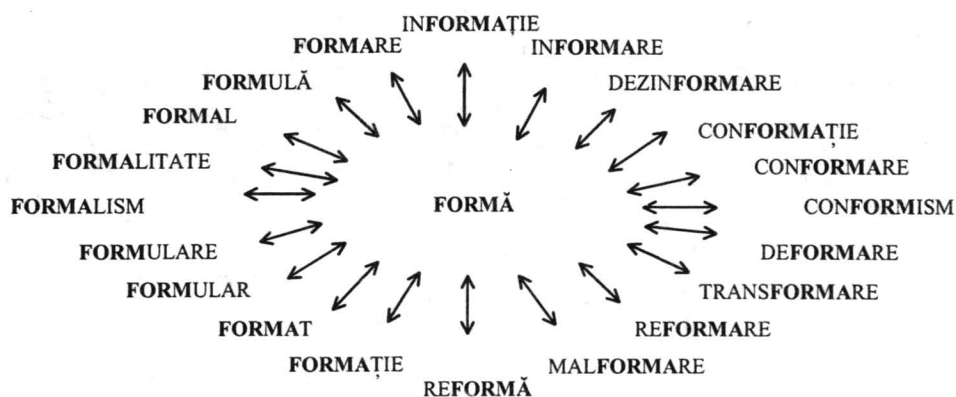 INFORMAȚIE
FORMARE
INFORMARE
FORMULĂ
DEZINFORMARE
FORMAL
CONFORMAȚIE
FORMALITATE
CONFORMARE
FORMALISM
FORMĂ
CONFORMISM
FORMULARE
DEFORMARE
FORMULAR
TRANSFORMARE
FORMAT
REFORMARE
FORMAȚIE
MALFORMARE
REFORMĂ